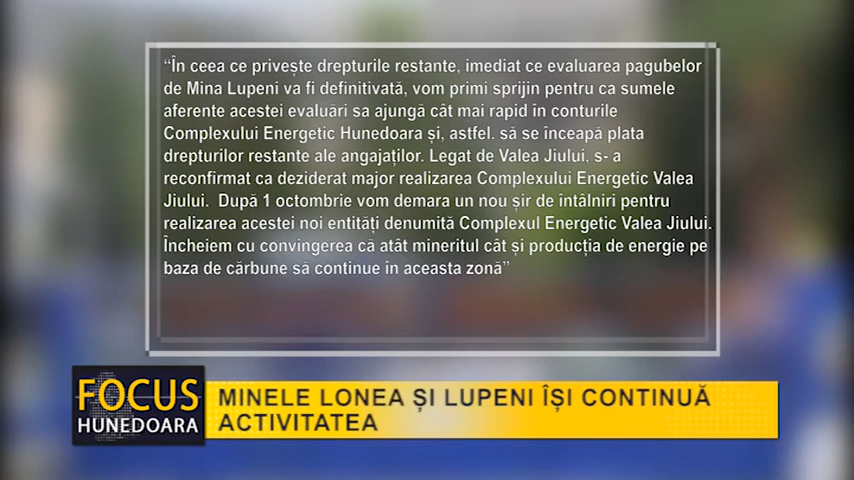 “În ceea ce privește drepturile restante, imediat ce evaluarea pagubelor
de Mina Lupeni va fi definitivată, vom primi sprijin pentru ca sumele
aferente acestei evaluări sa ajungă cât mai rapid în conturile
Complexului Energetic Hunedoara și, astfel. să se înceapă plata
drepturilor restante ale angajaților. Legat de Valea Jiului, s- a
reconfirmat ca deziderat major realizarea Complexului Energetic Valea
Jiului.  După 1 octombrie vom demara un nou șir de întâlniri pentru
realizarea acestei noi entități denumită Complexul Energetic Valea Jiului.
Încheiem cu convingerea că atât mineritul cât și producția de energie pe
baza de cărbune să continue în aceasta zonă”
FOCUS
HUNEDOARA
MINELE LONEA ȘI LUPENI ÎȘI CONTINUĂ
ACTIVITATEA